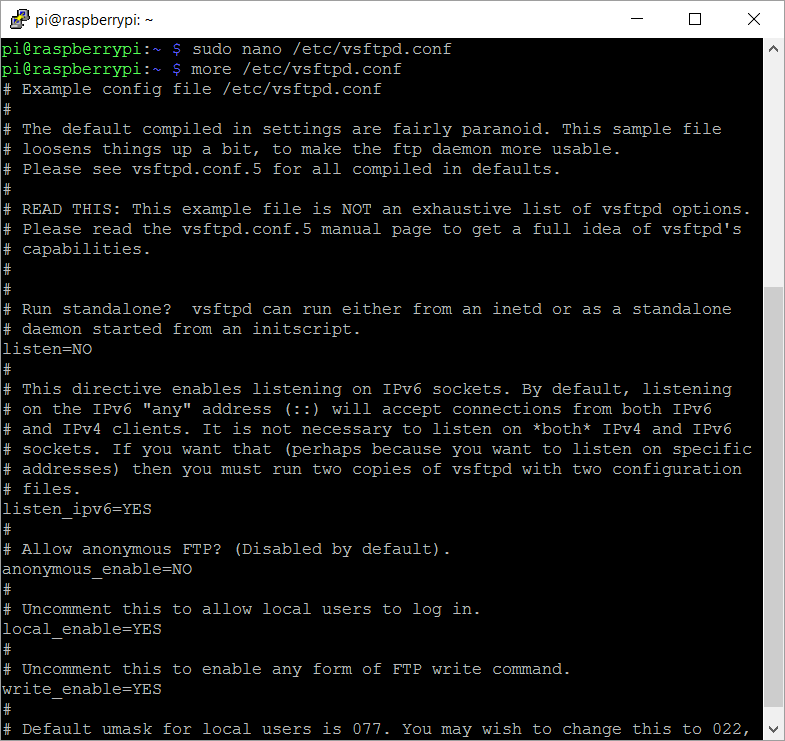 pi@raspberrypi: ~
pi@raspberrypi:~ $ sudo nano /etc/vsftpd.conf
pi@raspberrypi:~ $ more /etc/vsftpd.conf
# Example config file /etc/vsftpd.conf
#
# The default compiled in settings are fairly paranoid. This sample file
# loosens things up a bit, to make the ftp daemon more usable.
# Please see vsftpd.conf.5 for all compiled in defaults.
#
# READ THIS: This example file is NOT an exhaustive list of vsftpd options.
# Please read the vsftpd.conf.5 manual page to get a full idea of vsftpd's
# capabilities.
#
#
# Run standalone?  vsftpd can run either from an inetd or as a standalone
# daemon started from an initscript.
listen=NO
#
# This directive enables listening on IPv6 sockets. By default, listening
# on the IPv6 "any" address (::) will accept connections from both IPv6
# and IPv4 clients. It is not necessary to listen on *both* IPv4 and IPv6
# sockets. If you want that (perhaps because you want to listen on specific
# addresses) then you must run two copies of vsftpd with two configuration
# files.
listen_ipv6=YES
#
# Allow anonymous FTP? (Disabled by default).
anonymous_enable=NO
#
# Uncomment this to allow local users to log in.
local_enable=YES
#
# Uncomment this to enable any form of FTP write command.
write_enable=YES
#
# Default umask for local users is 077. You may wish to change this to 022,